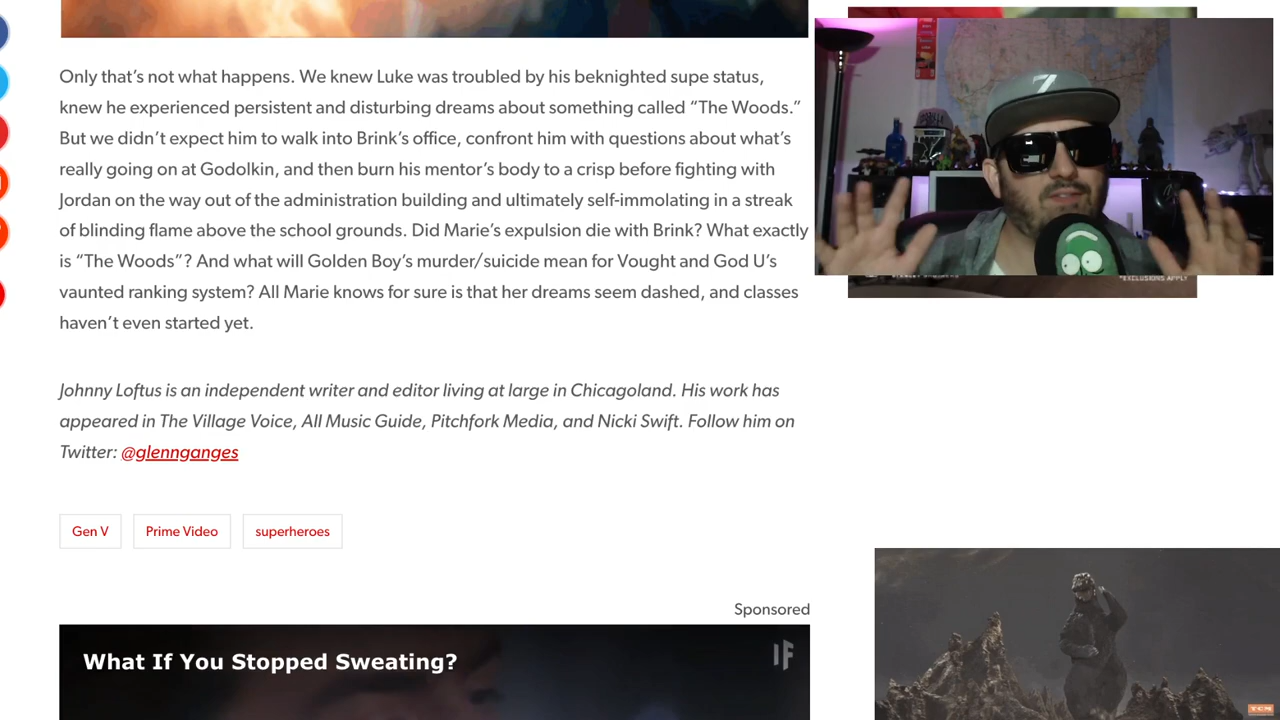 Only that’s not what happens. We knew Luke was troubled by his beknighted supe status,
knew he experienced persistent and disturbing dreams about something called “The Woods.”
But we didn’t expect him to walk into Brink’s office, confront him with questions about what’s
really going on at Godolkin, and then burn his mentor’s body to a crisp before fighting with
Jordan on the way out of the administration building and ultimately self-immolating in a streak
of blinding flame above the school grounds. Did Marie’s expulsion die with Brink? What exactly
is “The Woods”? And what will Golden Boy’s murder/suicide mean for Vought and God U’s
vaunted ranking system? All Marie knows for sure is that her dreams seem dashed, and classes
haven’t even started yet.
*EXCLUSIONS APPLY
Johnny Loftus is an independent writer and editor living at large in Chicagoland. His work has
appeared in The Village Voice, All Music Guide, Pitchfork Media, and Nicki Swift. Follow him on
Twitter: @glennganges
Gen V
Prime Video
superheroes
Sponsored
What If You Stopped Sweating?
IF
TCM